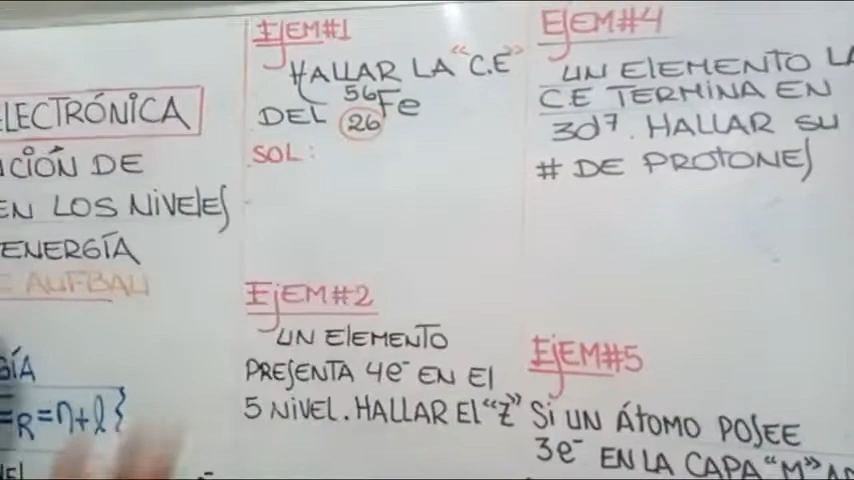 ELECTRÓNICA
CIÓN DE
EN LOS NIVELES
ENERGÍA
AUFBAU
GÍA
=R=n+l}
EJEM#1
HALLAR LA "C.E"
DEL 56 26 Fe
SOL:
EJEM#2
UN ELEMENTO
PRESENTA 4e⁻ EN El
5 NIVEL. HALLAR El "Z"
EJEM#4
UN ELEMENTO LA
CE TERMINA EN
3d⁷. HALLAR SU
# DE PROTONES
EJEM#5
Si UN ÁTOMO POSEE
3e⁻ EN LA CAPA "M"